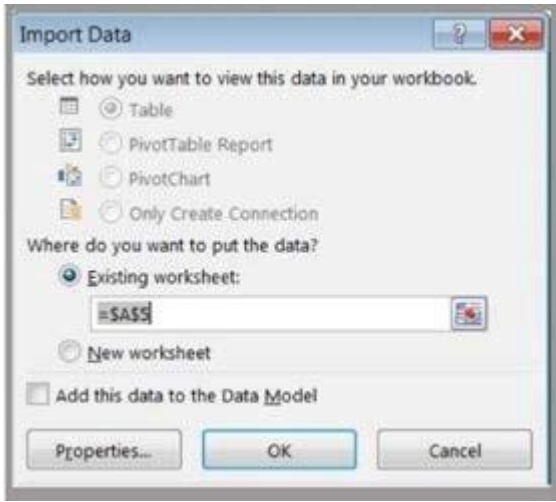 Import Data
Select how you want to view this data in your workbook.
Table
PivotTable Report
PivotChart
Only Create Connection
Where do you want to put the data?
Existing worksheet:
=$A$5
New worksheet
Add this data to the Data Model
Properties...
OK
Cancel